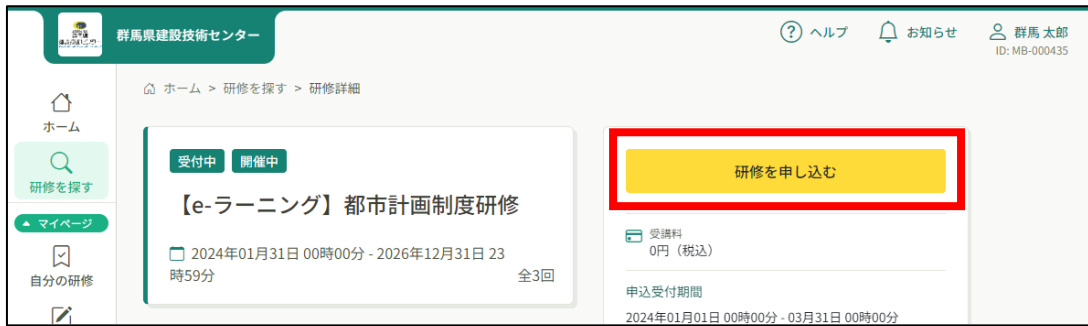 群馬県建設技術センター
ヘルプ
お知らせ
群馬 太郎
ID: MB-000435
ホーム > 研修を探す > 研修詳細
ホーム
研修を探す
マイページ
自分の研修
受付中 開催中
【e-ラーニング】都市計画制度研修
2024年01月31日 00時00分 - 2026年12月31日 23
時59分 全3回
研修を申し込む
受講料
0円（税込）
申込受付期間
2024年01月01日 00時00分 - 03月31日 00時00分